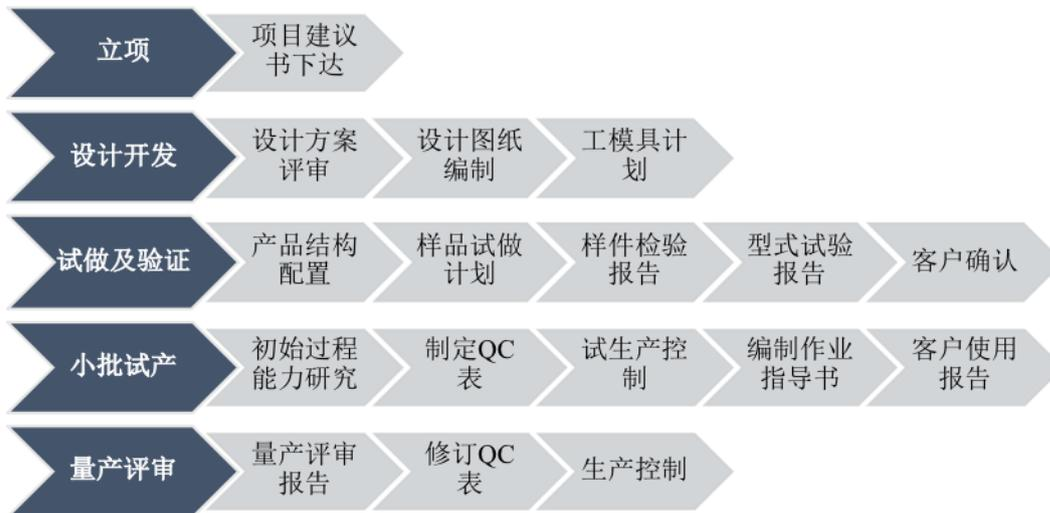 立项
项目建议
书下达
设计开发
设计方案
评审
设计图纸
编制
工模具计
划
试做及验证
产品结构
配置
样品试做
计划
样件检验
报告
型式试验
报告
客户确认
小批试产
初始过程
能力研究
制定QC
表
试生产控
制
编制作业
指导书
客户使用
报告
量产评审
量产评审
报告
修订QC
表
生产控制